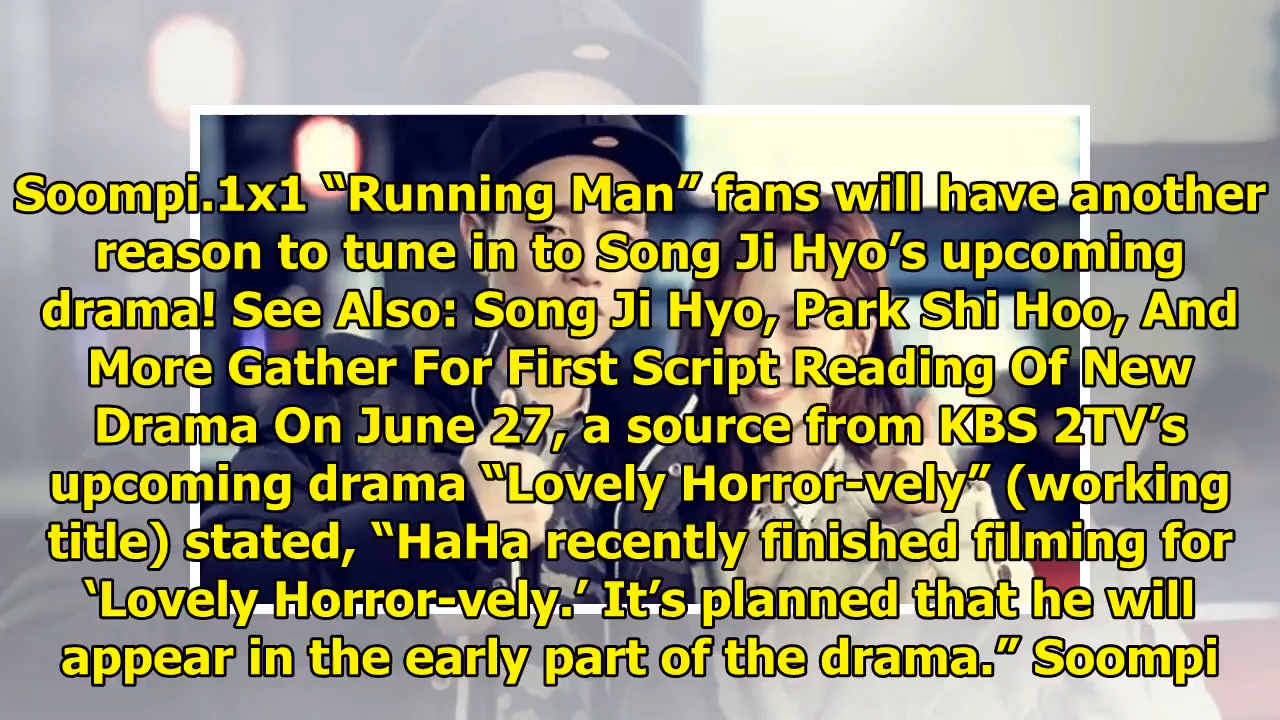 Soompi.1x1 “Running Man” fans will have another
reason to tune in to Song Ji Hyo’s upcoming
drama! See Also: Song Ji Hyo, Park Shi Hoo, And
More Gather For First Script Reading Of New
Drama On June 27, a source from KBS 2TV’s
upcoming drama “Lovely Horror-vely” (working
title) stated, “HaHa recently finished filming for
‘Lovely Horror-vely.’ It’s planned that he will
appear in the early part of the drama.” Soompi